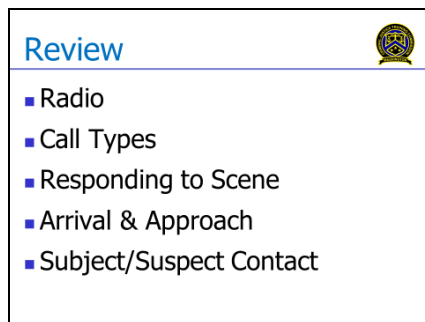 Review
Radio
Call Types
Responding to Scene
Arrival & Approach
Subject/Suspect Contact